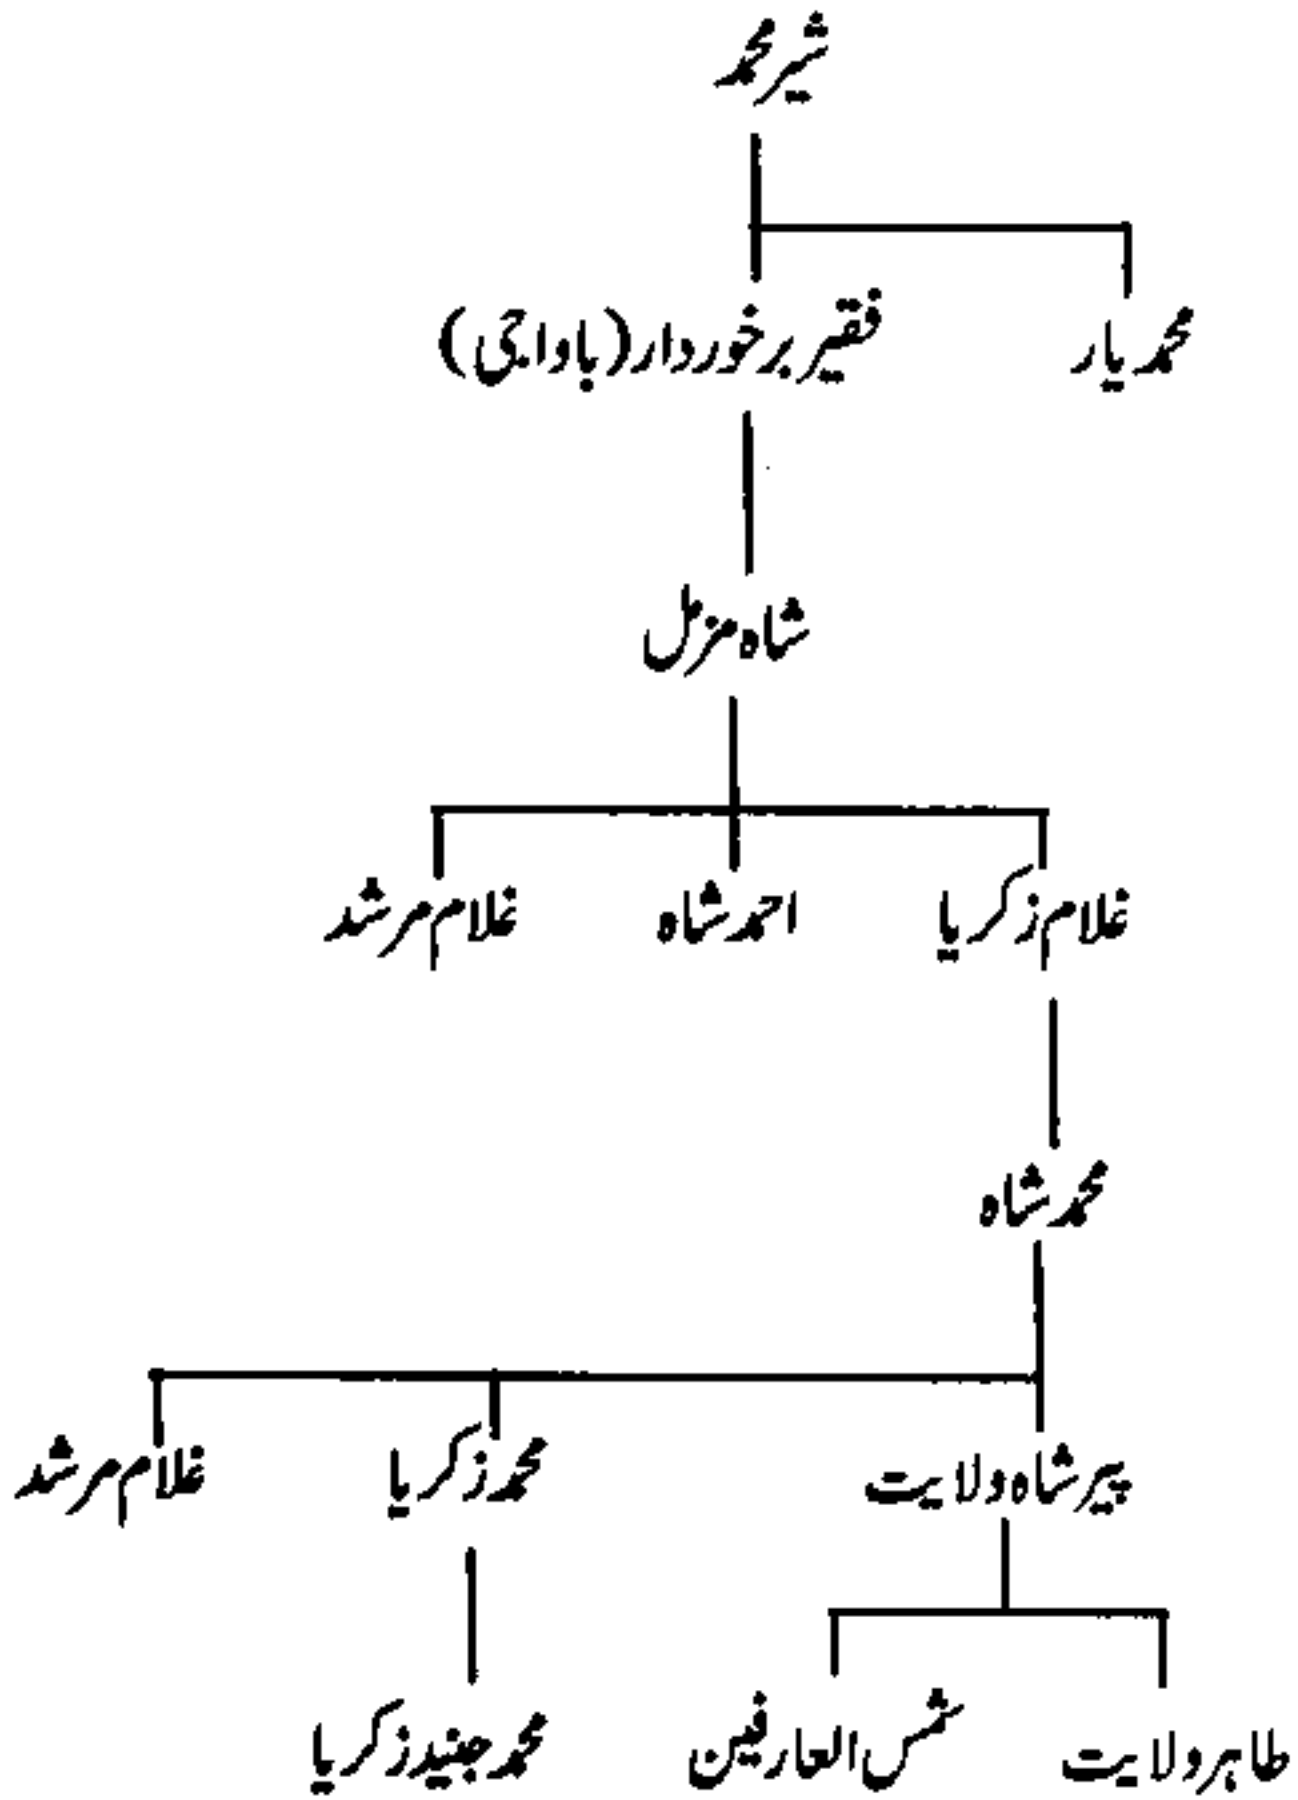 شیر محمد
محمد یار
فقیر برخوردار (باواجی)
شاہ مزمل
غلام زکریا
احمد شاہ
غلام مرشد
محمد شاہ
پیر شاہ ولایت
محمد زکریا
غلام مرشد
طاہر ولایت
شمس العارفین
محمد جنید زکریا